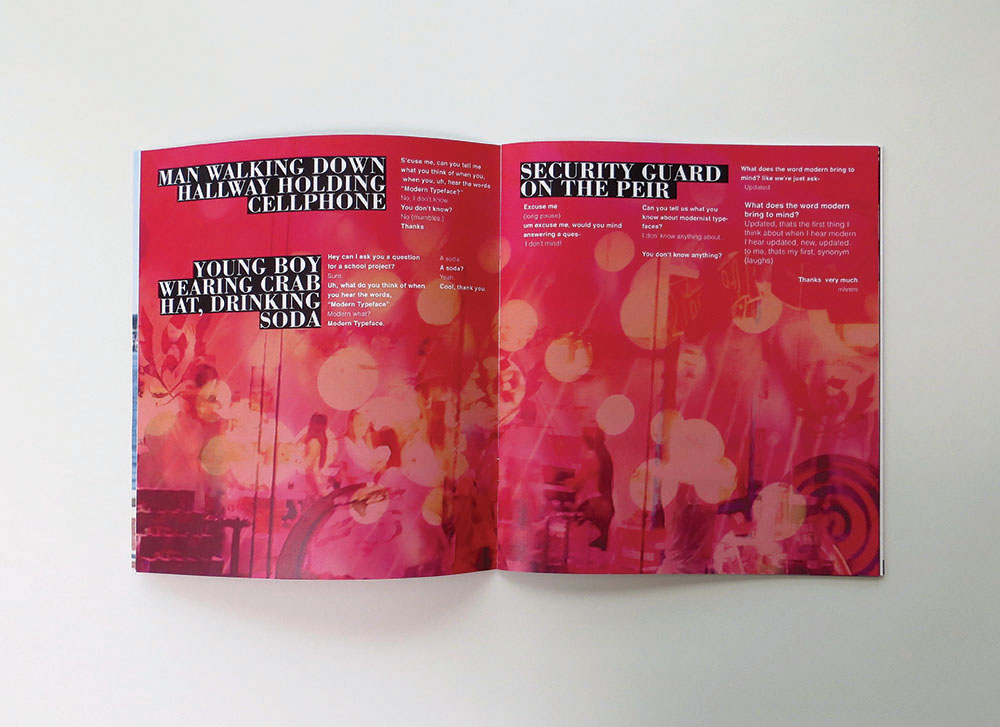 MAN WALKING DOWN
HALLWAY HOLDING
CELLPHONE
S'cuse me, can you tell me
what you think of when you,
when you, uh, hear the words
"Modern Typeface?"
No, I don't know.
You don't know?
No [mumbles.]
Thanks
YOUNG BOY
WEARING CRAB
HAT, DRINKING
SODA
Hey can I ask you a question
for a school project?
Sure.
Uh, what do you think of when
you hear the words,
"Modern Typeface"
Modern what?
Modern Typeface.
A soda.
A soda?
Yeah.
Cool, thank you.
SECURITY GUARD
ON THE PEIR
Excuse me
(long pause)
um excuse me, would you mind
answering a ques-
I don't mind!
Can you tell us what you
know about modernist type-
faces?
I don't know anything about..
You don't know anything?
What does the word modern bring to
mind? like we're just ask-
Updated
What does the word modern
bring to mind?
Updated, thats the first thing I
think about when I hear modern
I hear updated, new, updated.
to me, thats my first, synonym
(laughs)
Thanks very much
mhmm